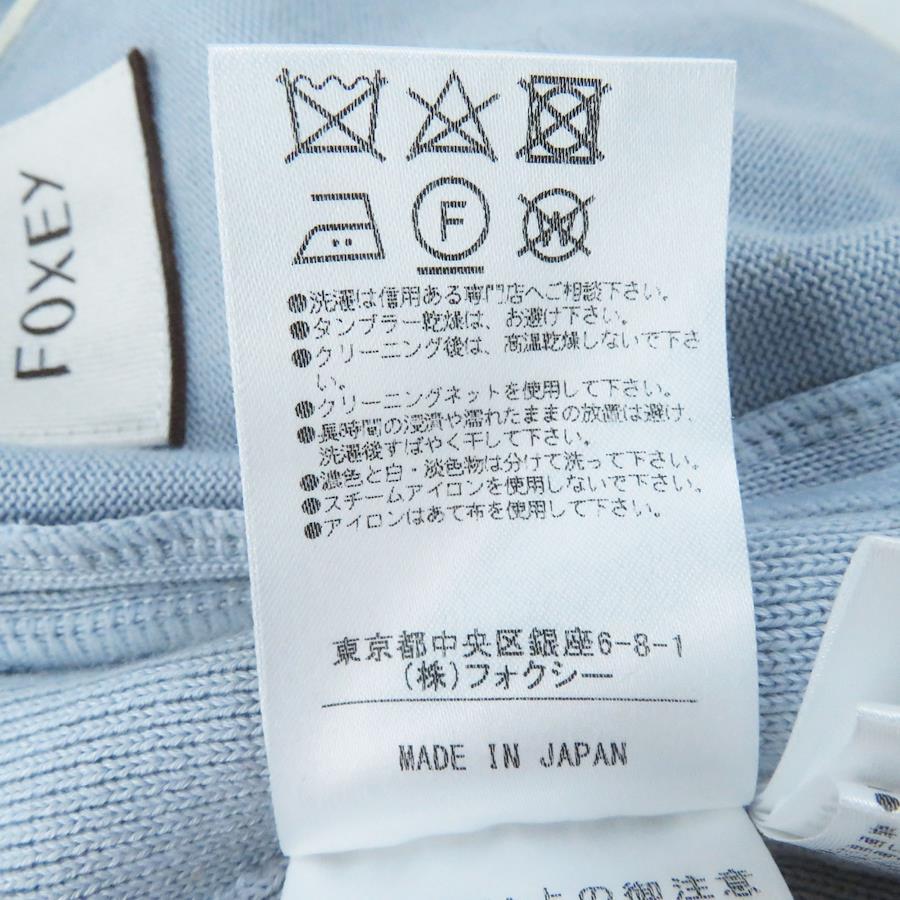 FOXEY
F
W
●洗濯は信用ある専門店へご相談下さい。
●タンブラー乾燥は、お避け下さい。
●クリーニング後は、高温乾燥しないで下さ
い。
●クリーニングネットを使用して下さい。
●長時間の浸漬や濡れたままの放置は避け、
洗濯後すばやく干して下さい。
●濃色と白・淡色物は分けて洗って下さい。
●スチームアイロンを使用しないで下さい。
●アイロンはあて布を使用して下さい。
東京都中央区銀座6-8-1
(株)フォクシー
MADE IN JAPAN
上の御注意